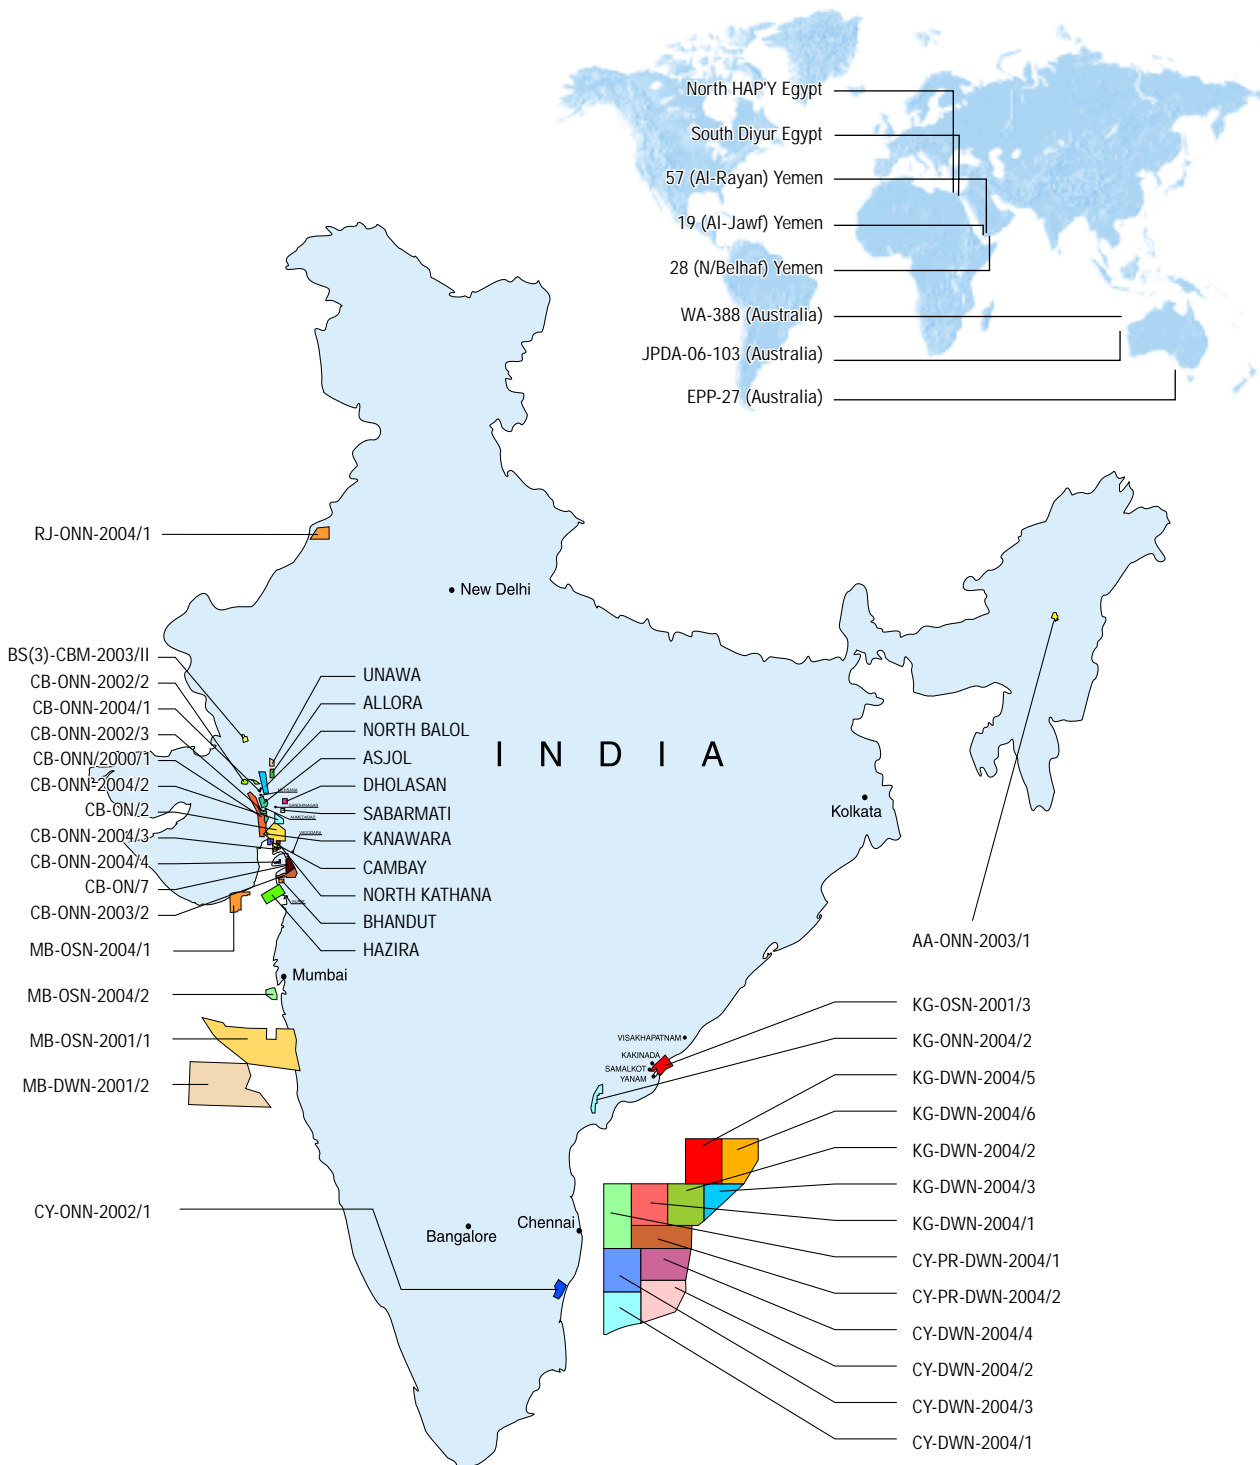 North HAP'Y Egypt
South Diyur Egypt
57 (Al-Rayan) Yemen
19 (Al-Jawf) Yemen
28 (N/Belhaf) Yemen
WA-388 (Australia)
JPDA-06-103 (Australia)
EPP-27 (Australia)
RJ-ONN-2004/1
New Delhi
BS(3)-CBM-2003/II
CB-ONN-2002/2
CB-ONN-2004/1
CB-ONN-2002/3
CB-ONN/2000/1
CB-ONN-2004/2
CB-ON/2
CB-ONN-2004/3
CB-ONN-2004/4
CB-ON/7
CB-ONN-2003/2
MB-OSN-2004/1
MB-OSN-2004/2
MB-OSN-2001/1
MB-DWN-2001/2
CY-ONN-2002/1
UNAWA
ALLORA
NORTH BALOL
ASJOL
DHOLASAN
SABARMATI
KANAWARA
CAMBAY
NORTH KATHANA
BHANDUT
HAZIRA
GANDHINAGAR
AHMEDABAD
VADODARA
INDIA
Kolkata
Mumbai
VISAKHAPATNAM
KAKINADA
SAMALKOT
YANAM
Bangalore
Chennai
AA-ONN-2003/1
KG-OSN-2001/3
KG-ONN-2004/2
KG-DWN-2004/5
KG-DWN-2004/6
KG-DWN-2004/2
KG-DWN-2004/3
KG-DWN-2004/1
CY-PR-DWN-2004/1
CY-PR-DWN-2004/2
CY-DWN-2004/4
CY-DWN-2004/2
CY-DWN-2004/3
CY-DWN-2004/1